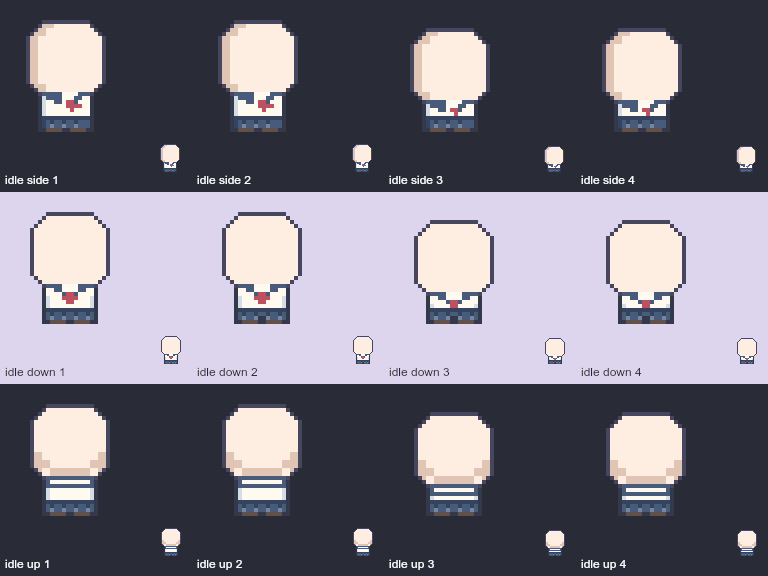 idle side 1
idle side 2
idle side 3
idle side 4
idle down 1
idle down 2
idle down 3
idle down 4
idle up 1
idle up 2
idle up 3
idle up 4